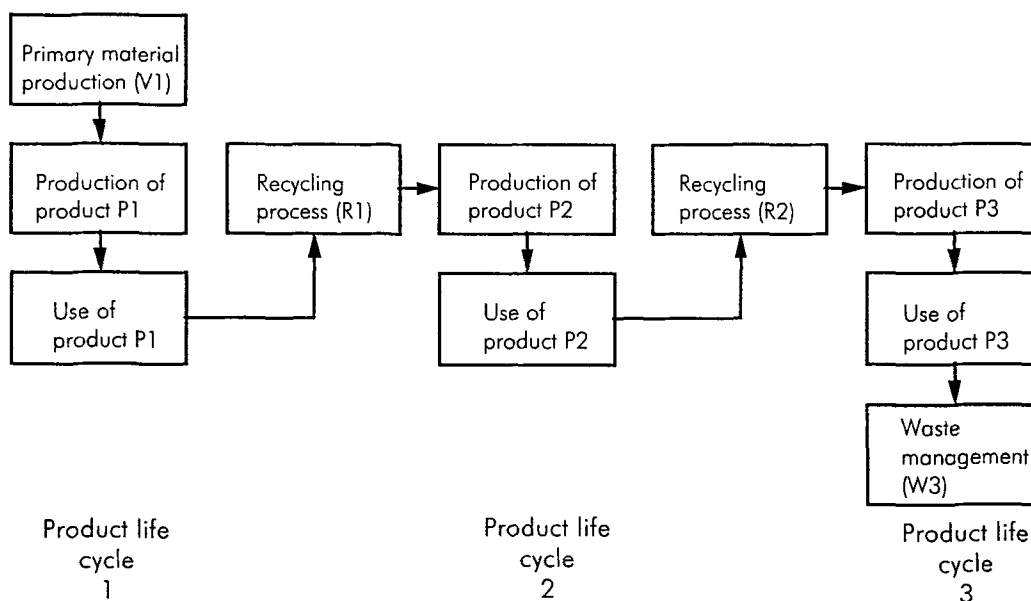 Primary material
production (V1)
Production of
product P1
Use of
product P1
Recycling
process (R1)
Production of
product P2
Use of
product P2
Recycling
process (R2)
Production of
product P3
Use of
product P3
Waste
management
(W3)
Product life
cycle
1
Product life
cycle
2
Product life
cycle
3